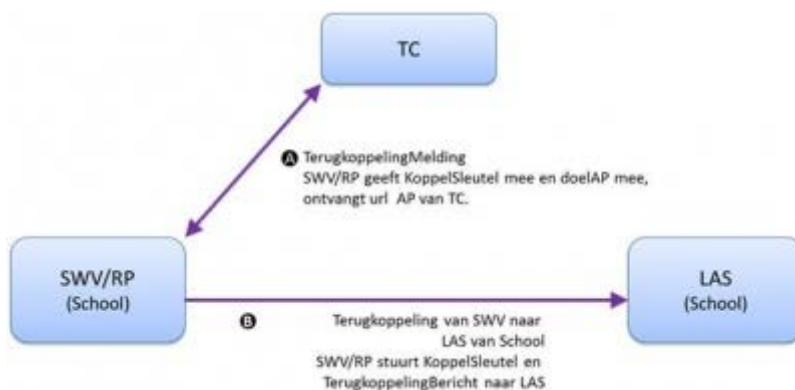 TC
A TerugkoppelingMelding
SWV/RP geeft KoppelSleutel mee en doelAP mee,
ontvangt url AP van TC.
SWV/RP
(School)
LAS
(School)
B Terugkoppeling van SWV naar
LAS van School
SWV/RP stuurt KoppelSleutel en
TerugkoppelingBericht naar LAS